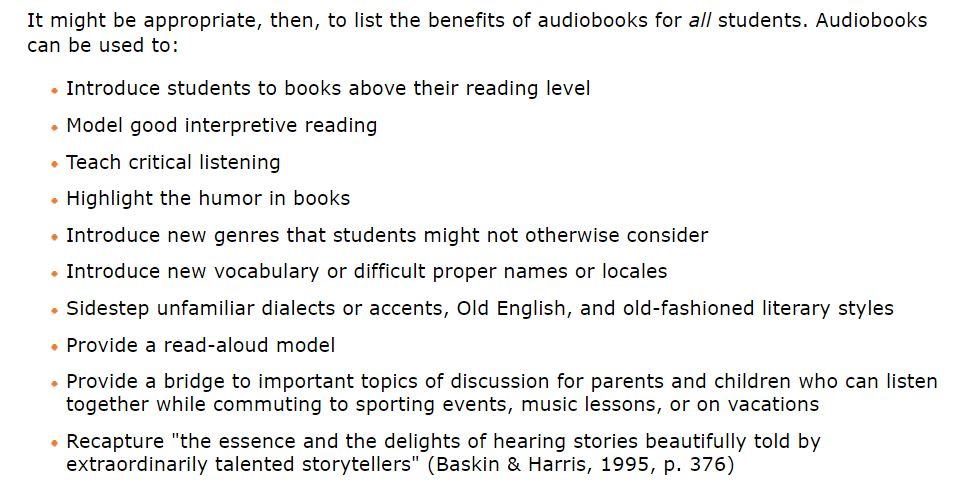 It might be appropriate, then, to list the benefits of audiobooks for all students. Audiobooks
can be used to:
• Introduce students to books above their reading level
• Model good interpretive reading
• Teach critical listening
• Highlight the humor in books
• Introduce new genres that students might not otherwise consider
• Introduce new vocabulary or difficult proper names or locales
• Sidestep unfamiliar dialects or accents, Old English, and old-fashioned literary styles
• Provide a read-aloud model
• Provide a bridge to important topics of discussion for parents and children who can listen
together while commuting to sporting events, music lessons, or on vacations
• Recapture "the essence and the delights of hearing stories beautifully told by
extraordinarily talented storytellers" (Baskin & Harris, 1995, p. 376)